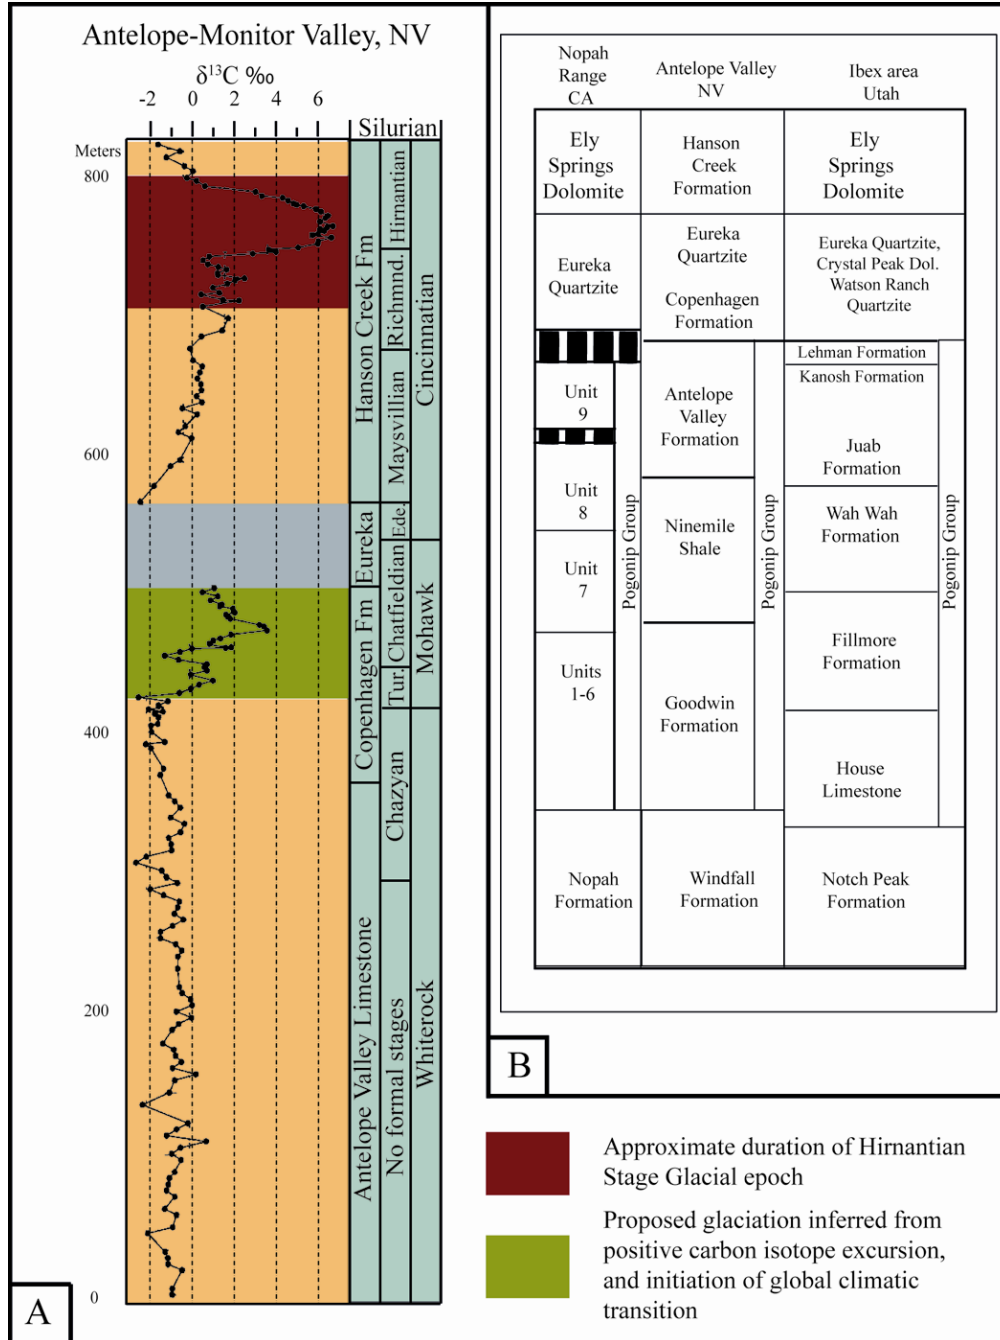 Antelope-Monitor Valley, NV
δ13C ‰
-2 0 2 4 6
Silurian
Meters
800
600
400
200
0
Hanson Creek Fm
Eureka
Copenhagen Fm
Antelope Valley Limestone
Hirnantian
Richmnd.
Maysvillian
Ede.
Chatfieldian
Tur.
Chazyan
No formal stages
Cincinnatian
Mohawk
Whiterock
A
Nopah
Range
CA
Antelope Valley
NV
Ibex area
Utah
Ely
Springs
Dolomite
Hanson
Creek
Formation
Ely
Springs
Dolomite
Eureka
Quartzite
Eureka
Quartzite
Copenhagen
Formation
Eureka Quartzite,
Crystal Peak Dol.
Watson Ranch
Quartzite
Unit
9
Unit
8
Unit
7
Units
1-6
Pogonip Group
Antelope
Valley
Formation
Ninemile
Shale
Goodwin
Formation
Pogonip Group
Lehman Formation
Kanosh Formation
Juab
Formation
Wah Wah
Formation
Fillmore
Formation
House
Limestone
Pogonip Group
Nopah
Formation
Windfall
Formation
Notch Peak
Formation
B
Approximate duration of Hirnantian
Stage Glacial epoch
Proposed glaciation inferred from
positive carbon isotope excursion,
and initiation of global climatic
transition